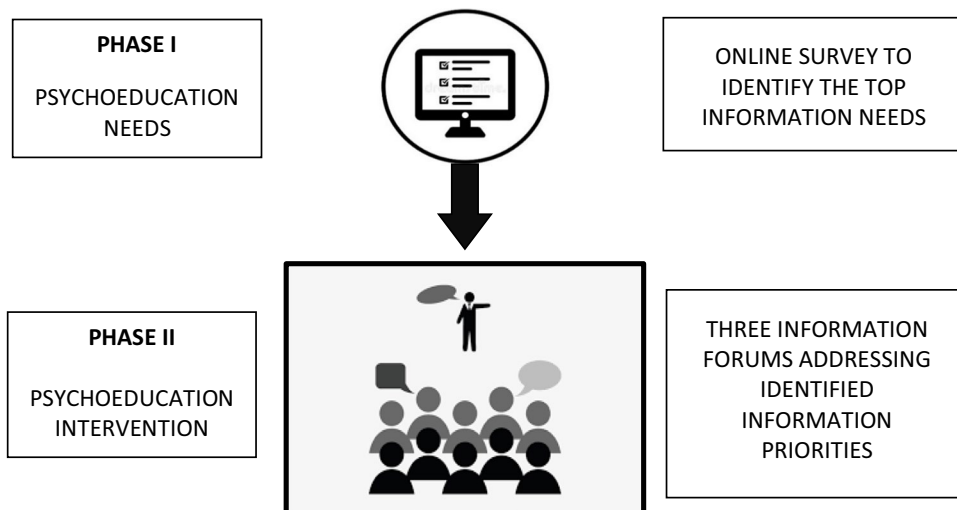 PHASE I
PSYCHOEDUCATION
NEEDS
ONLINE SURVEY TO
IDENTIFY THE TOP
INFORMATION NEEDS
PHASE II
PSYCHOEDUCATION
INTERVENTION
THREE INFORMATION
FORUMS ADDRESSING
IDENTIFIED
INFORMATION
PRIORITIES